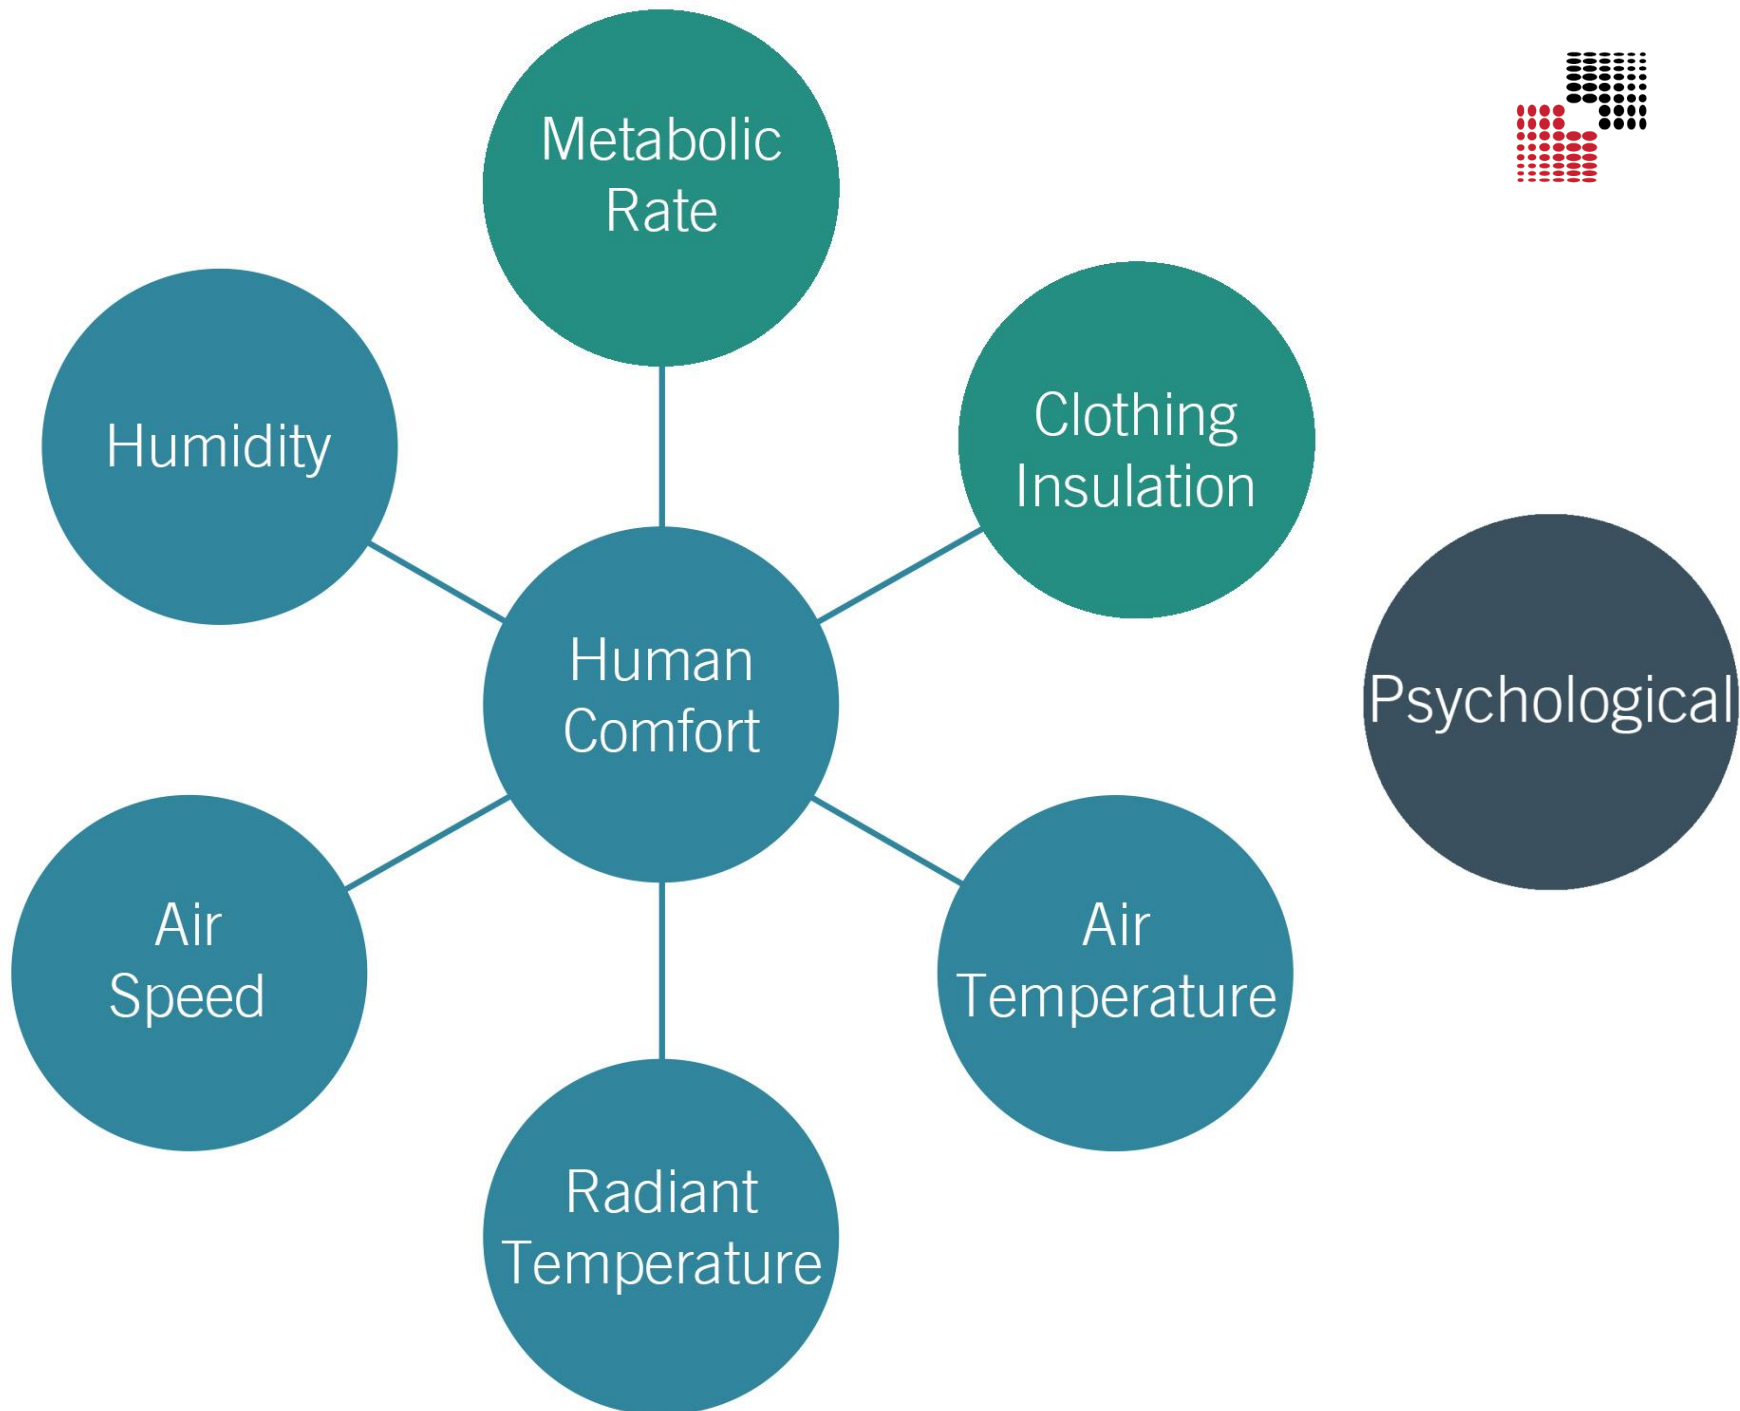 Metabolic
Rate
Humidity
Clothing
Insulation
Human
Comfort
Psychological
Air
Speed
Air
Temperature
Radiant
Temperature